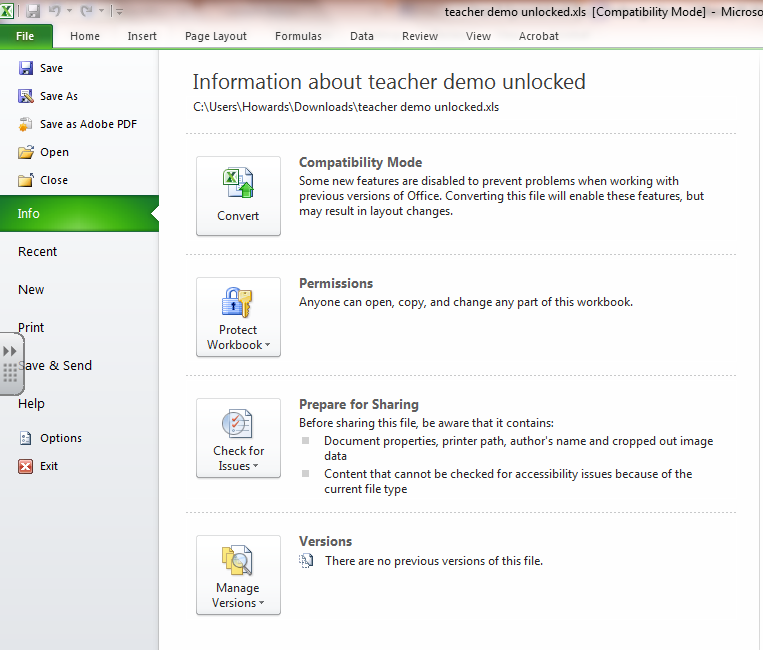 teacher demo unlocked.xls [Compatibility Mode] - Microso
File Home Insert Page Layout Formulas Data Review View Acrobat
Save
Save As
Save as Adobe PDF
Open
Close
Info
Recent
New
Print
Save & Send
Help
Options
Exit
Information about teacher demo unlocked
C:\Users\Howards\Downloads\teacher demo unlocked.xls
Convert
Compatibility Mode
Some new features are disabled to prevent problems when working with
previous versions of Office. Converting this file will enable these features, but
may result in layout changes.
Protect
Workbook
Permissions
Anyone can open, copy, and change any part of this workbook.
Check for
Issues
Prepare for Sharing
Before sharing this file, be aware that it contains:
Document properties, printer path, author's name and cropped out image
data
Content that cannot be checked for accessibility issues because of the
current file type
Manage
Versions
Versions
There are no previous versions of this file.